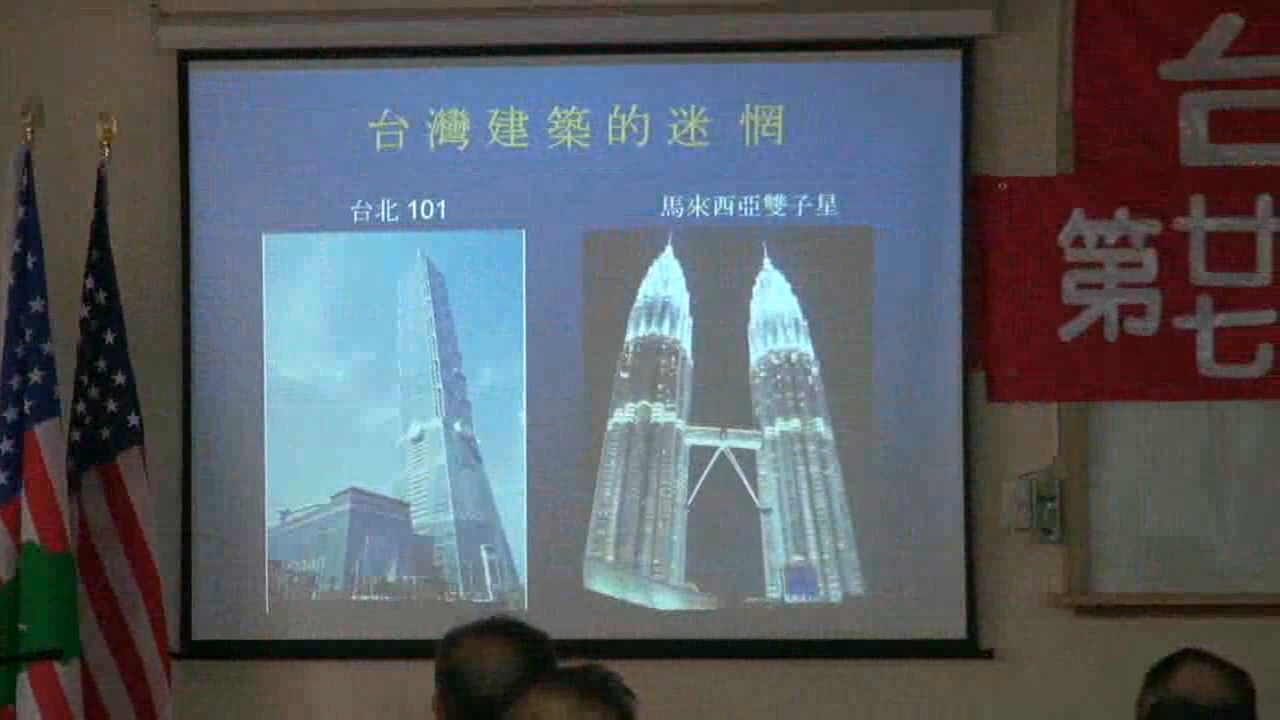 台灣建築的迷惘
台北 101
馬來西亞雙子星
台
第廿七